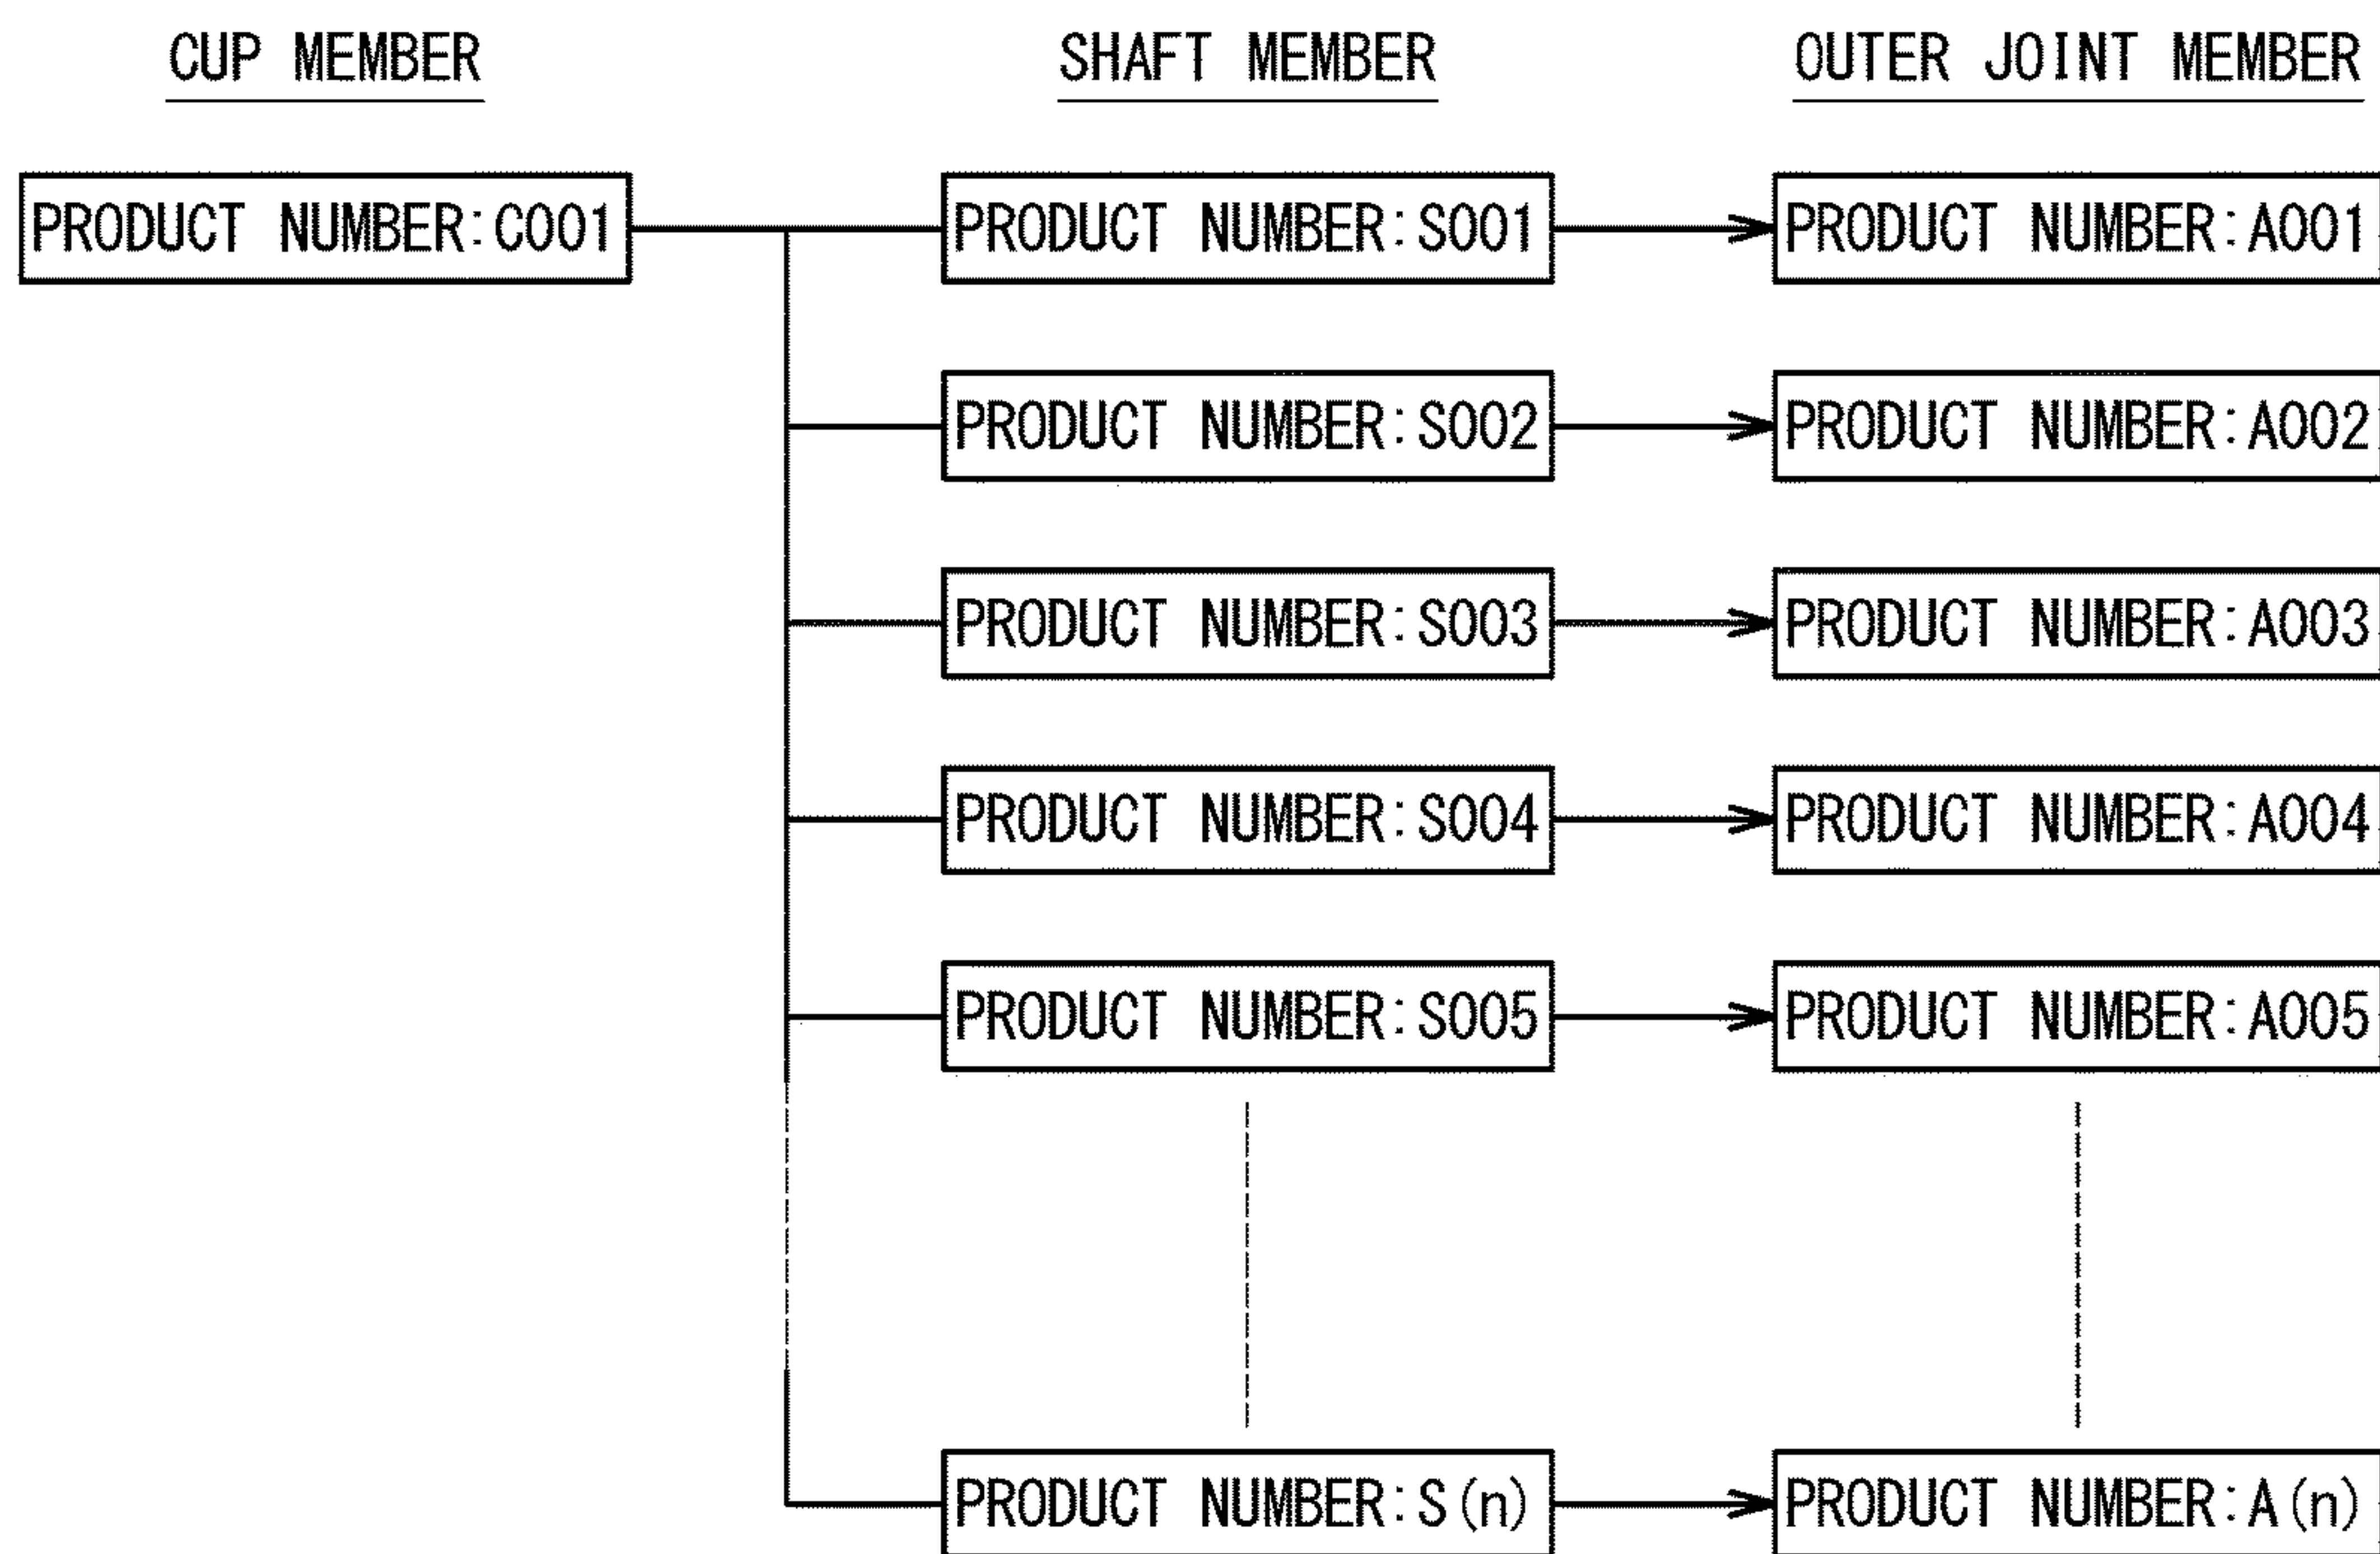 CUP MEMBER SHAFT MEMBER OUTER JOINT MEMBER
PRODUCT NUMBER:C001 PRODUCT NUMBER:S001 PRODUCT NUMBER:A001
PRODUCT NUMBER:S002 PRODUCT NUMBER:A002
PRODUCT NUMBER:S003 PRODUCT NUMBER:A003
PRODUCT NUMBER:S004 PRODUCT NUMBER:A004
PRODUCT NUMBER:S005 PRODUCT NUMBER:A005
PRODUCT NUMBER:S(n) PRODUCT NUMBER:A(n)